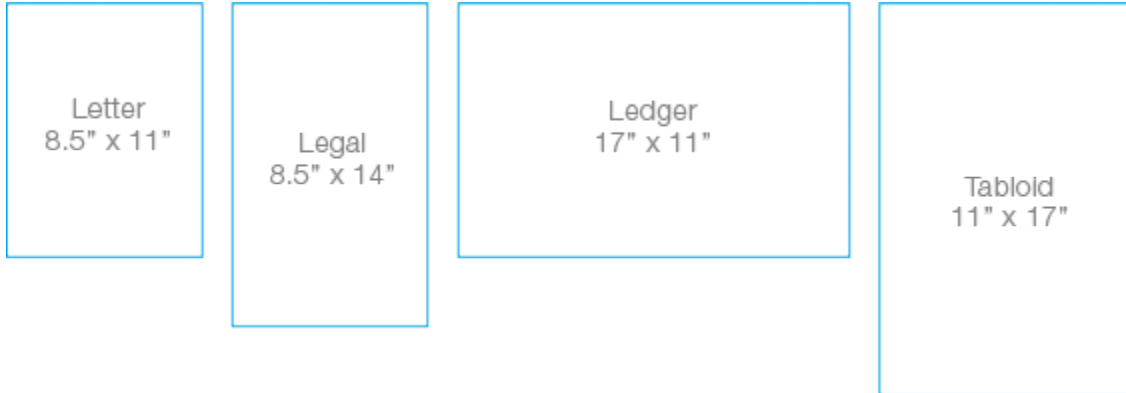 Letter
8.5" x 11"
Legal
8.5" x 14"
Ledger
17" x 11"
Tabloid
11" x 17"